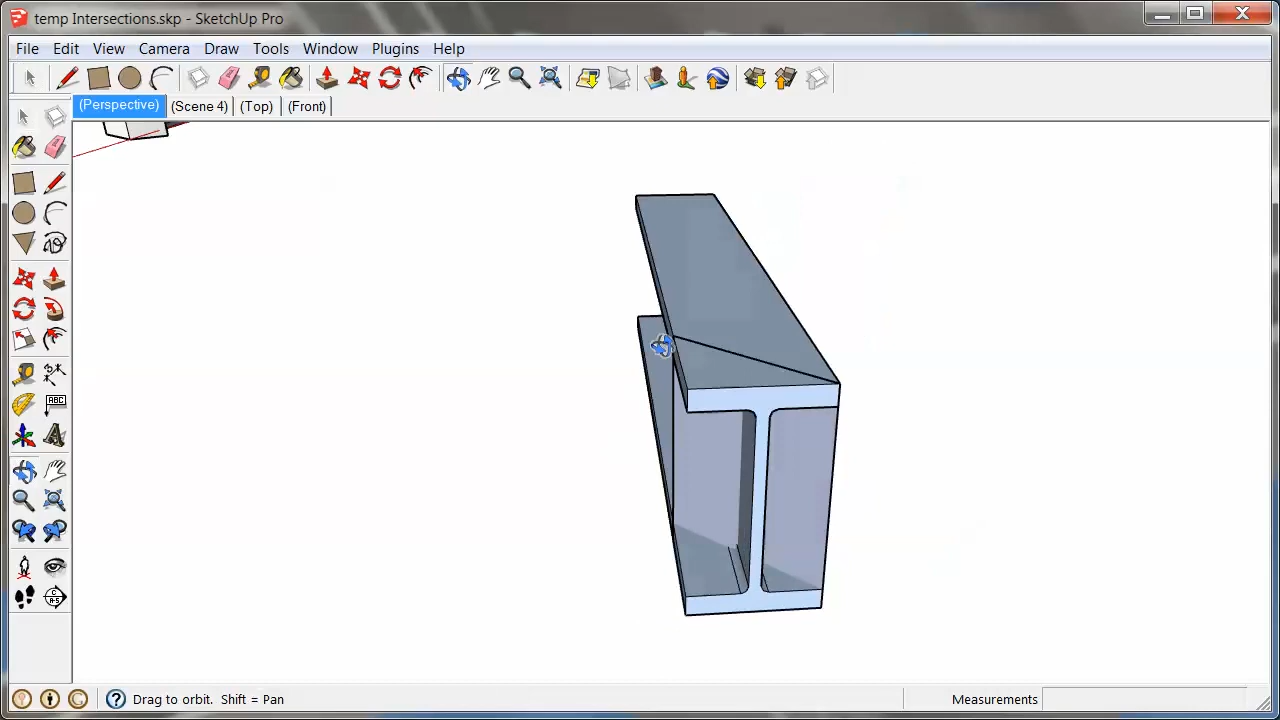 temp Intersections.skp - SketchUp Pro
File Edit View Camera Draw Tools Window Plugins Help
(Perspective) (Scene 4) (Top) (Front)
ABC
A
Drag to orbit. Shift = Pan
Measurements